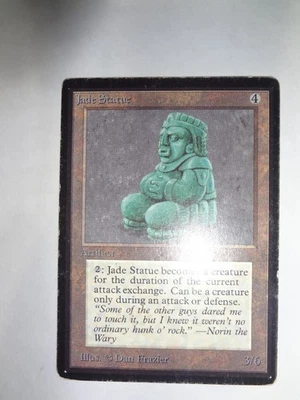 Jade Statue 4
Artifact
2: Jade Statue becomes a creature
for the duration of the current
attack exchange. Can be a creature
only during an attack or defense.
"Some of the other guys dared me
to touch it, but I knew it weren't no
ordinary hunk o' rock." —Norin the
Wary
Illus. © Dan Frazier 3/6